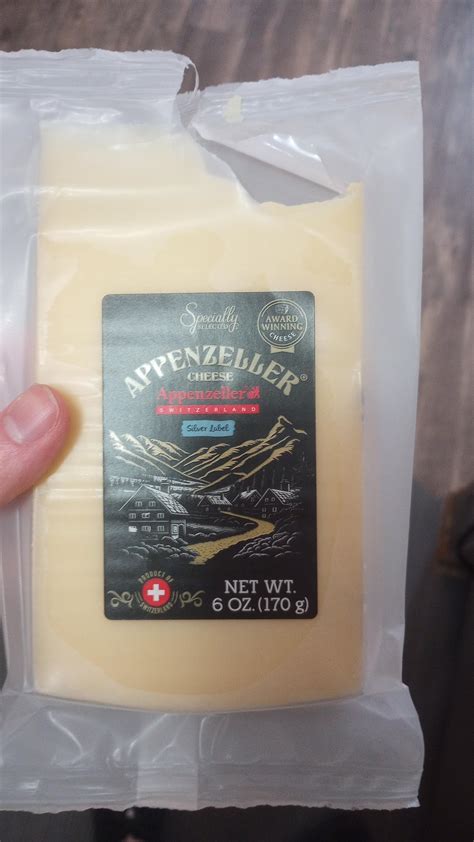 Specially
SELECTED
AWARD
WINNING
CHEESE
APPENZELLER®
CHEESE
Appenzeller
SWITZERLAND
Silver Label
PRODUCT OF
SWITZERLAND
NET WT.
6 OZ. (170 g)